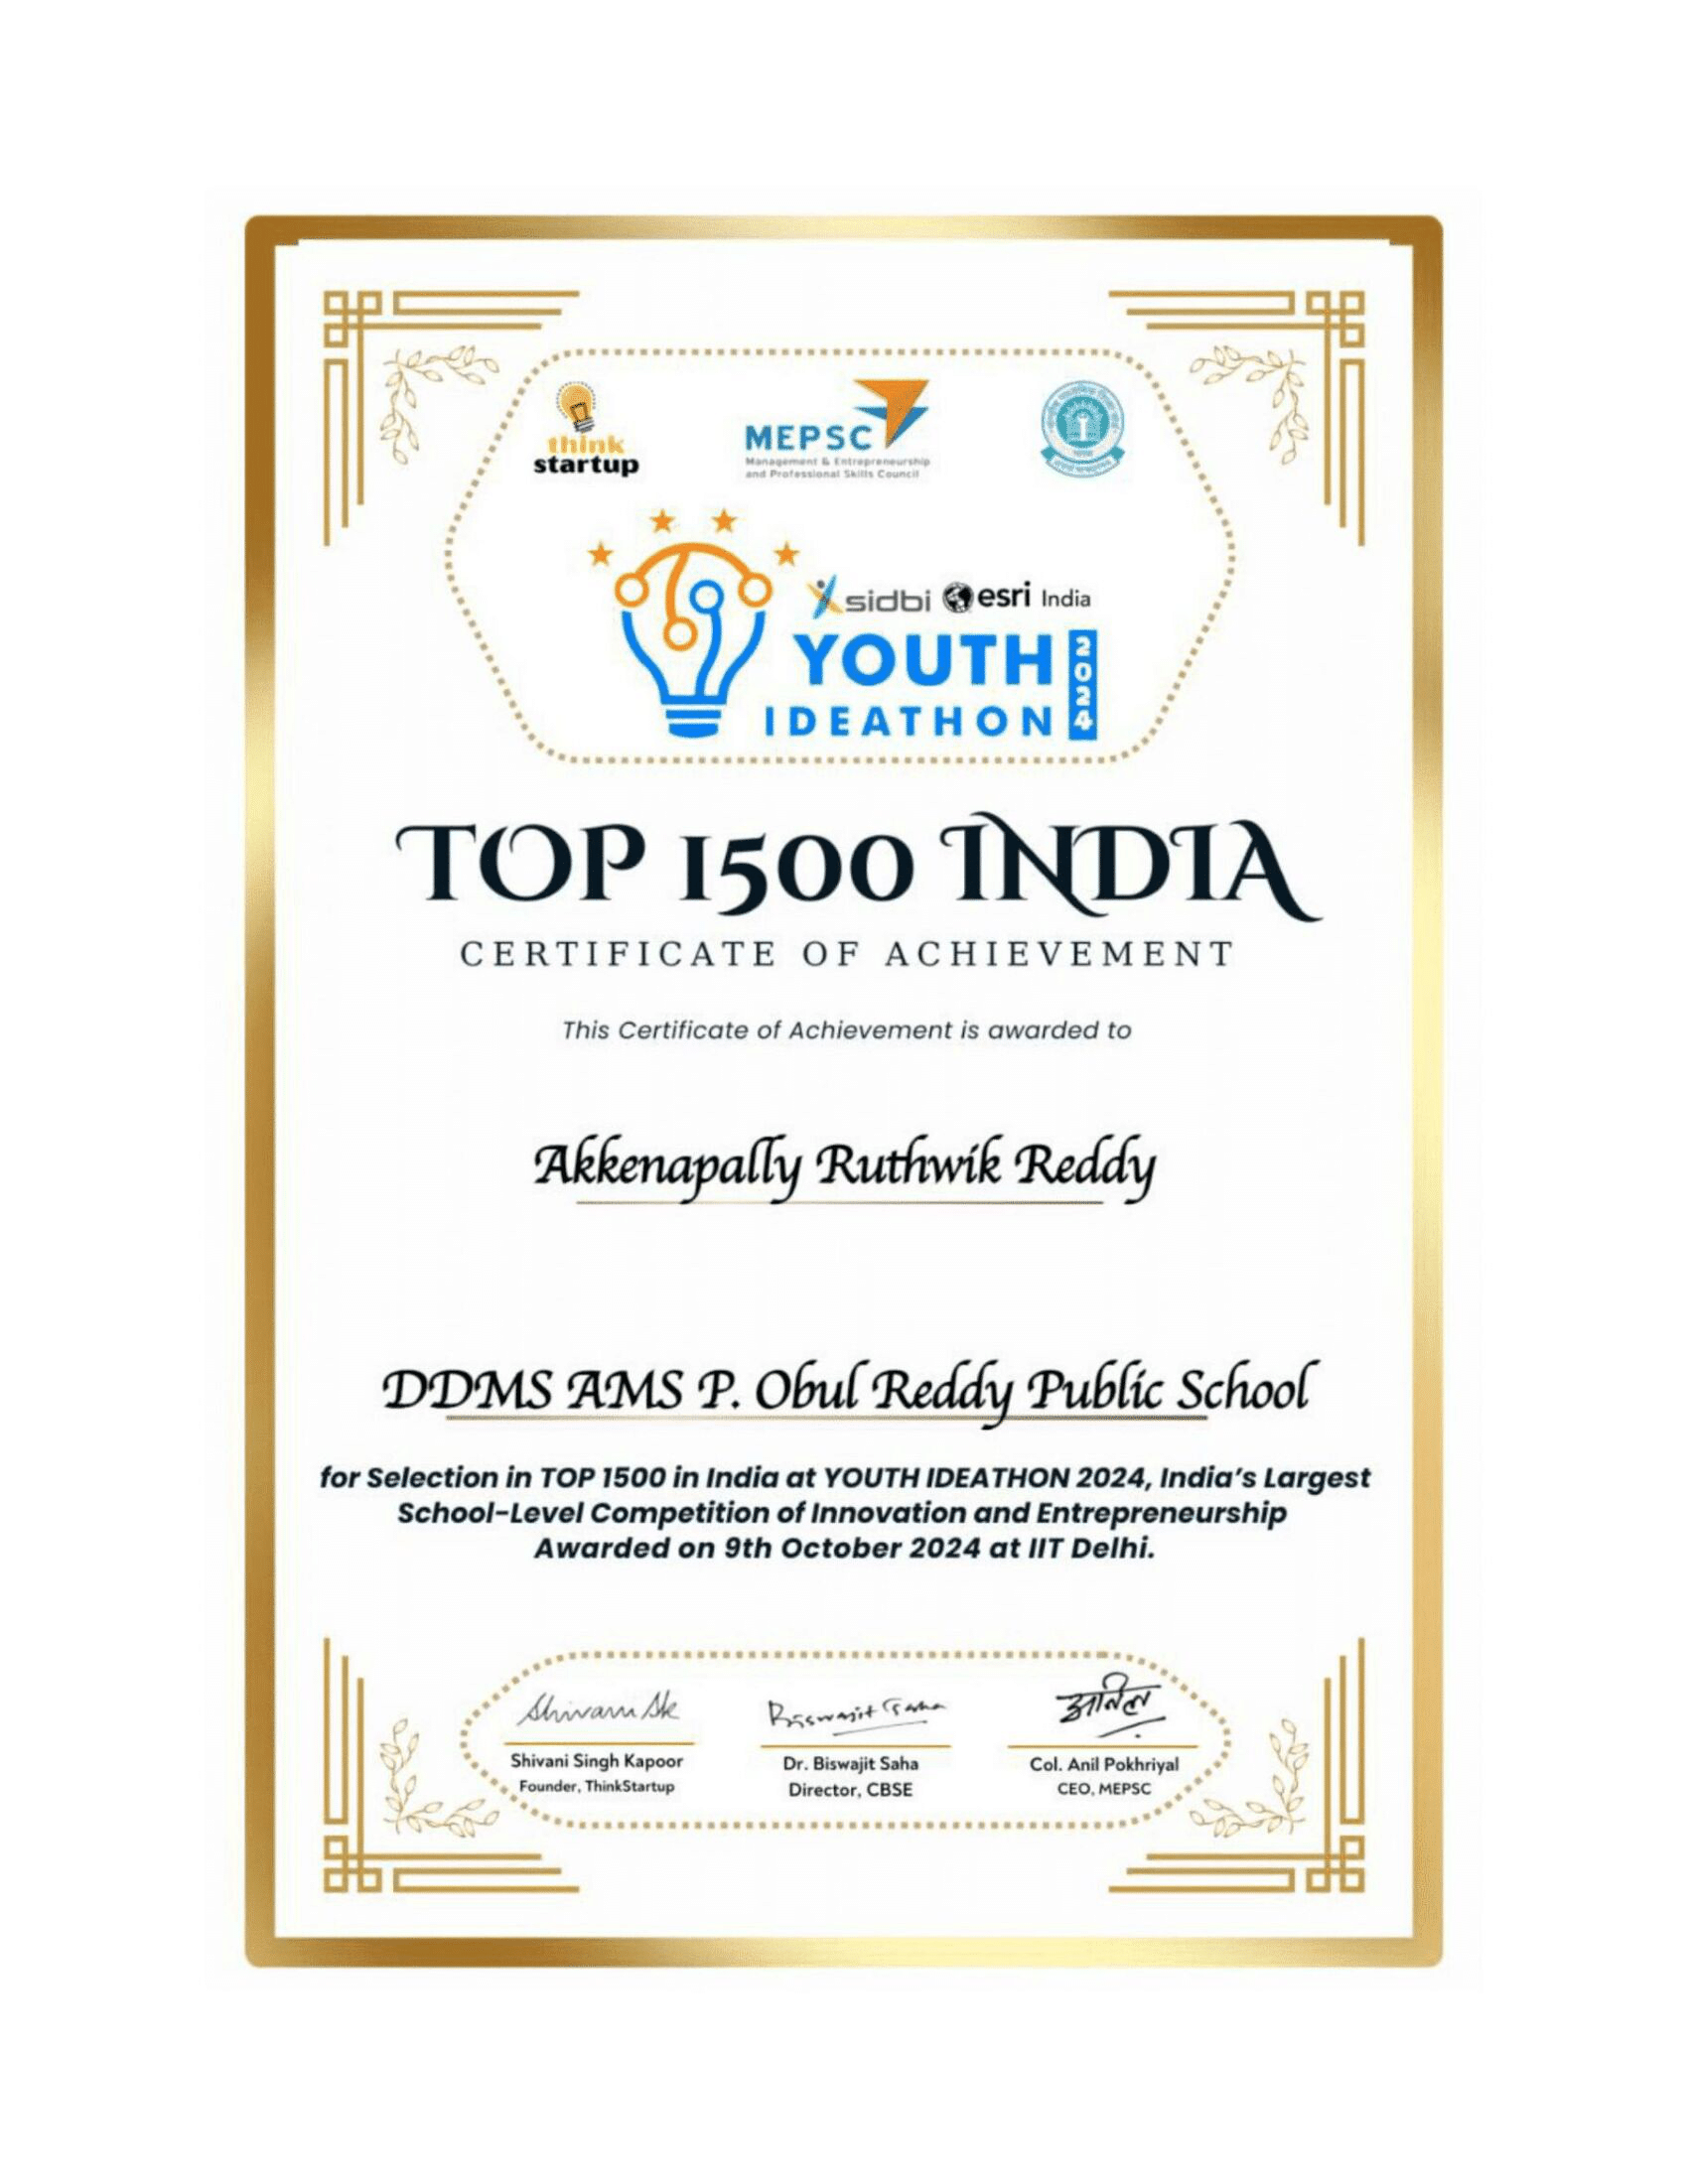 think
startup
MEPSC
Management & Entrepreneurship
and Professional Skills Council
sidbi esri India
YOUTH
IDEATHON
2024
TOP 1500 INDIA
CERTIFICATE OF ACHIEVEMENT
This Certificate of Achievement is awarded to
Akkenapally Ruthwik Reddy
DDMS AMS P. Obul Reddy Public School
for Selection in TOP 1500 in India at YOUTH IDEATHON 2024, India's Largest
School-Level Competition of Innovation and Entrepreneurship
Awarded on 9th October 2024 at IIT Delhi.
Biswajit Saha
अनिल
Shivani Singh Kapoor
Founder, ThinkStartup
Dr. Biswajit Saha
Director, CBSE
Col. Anil Pokhriyal
CEO, MEPSC